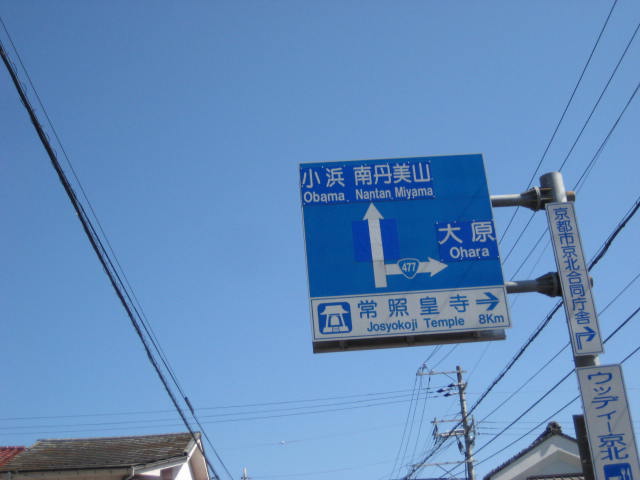 小浜 南丹美山
Obama Nantan Miyama
大原
Ohara
477
常照皇寺
Josyokoji Temple 8Km
京都市京北合同庁舎
ウッディー京北